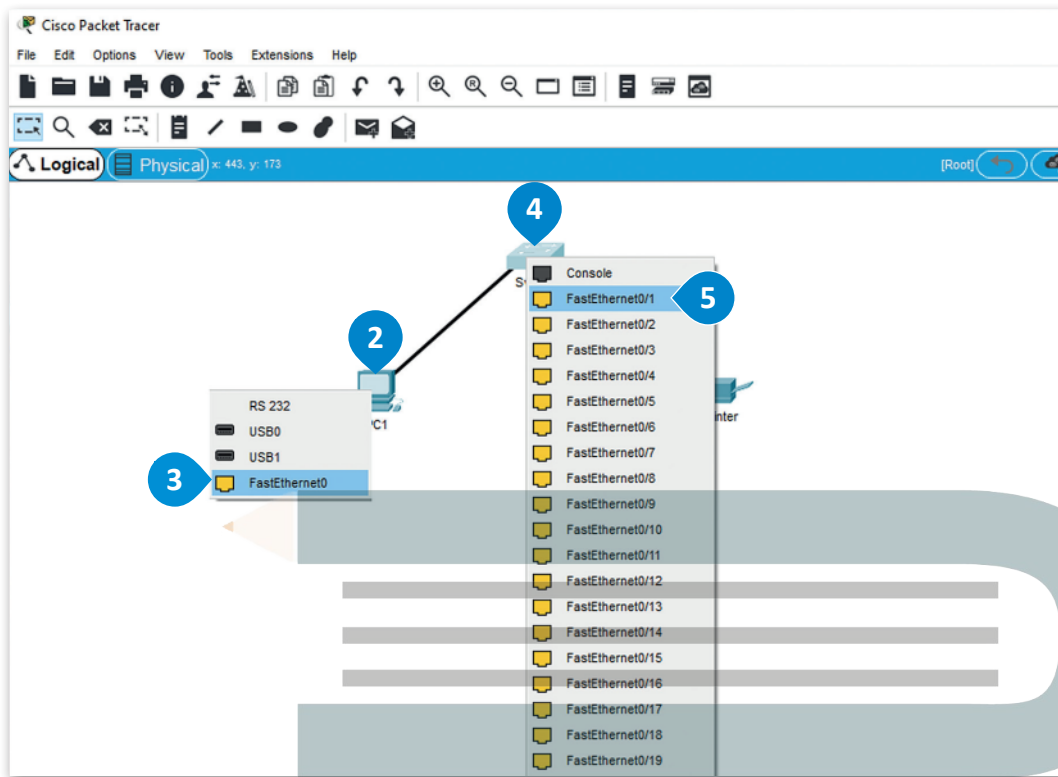 Cisco Packet Tracer
File Edit Options View Tools Extensions Help
Logical Physical x: 443, y: 173 [Root]
4
Console
FastEthernet0/1
5
FastEthernet0/2
2
FastEthernet0/3
FastEthernet0/4
FastEthernet0/5
RS 232
PC1
FastEthernet0/6
USB0
USB1
FastEthernet0/7
3
FastEthernet0
FastEthernet0/8
FastEthernet0/9
FastEthernet0/10
FastEthernet0/11
FastEthernet0/12
FastEthernet0/13
FastEthernet0/14
FastEthernet0/15
FastEthernet0/16
FastEthernet0/17
FastEthernet0/18
FastEthernet0/19